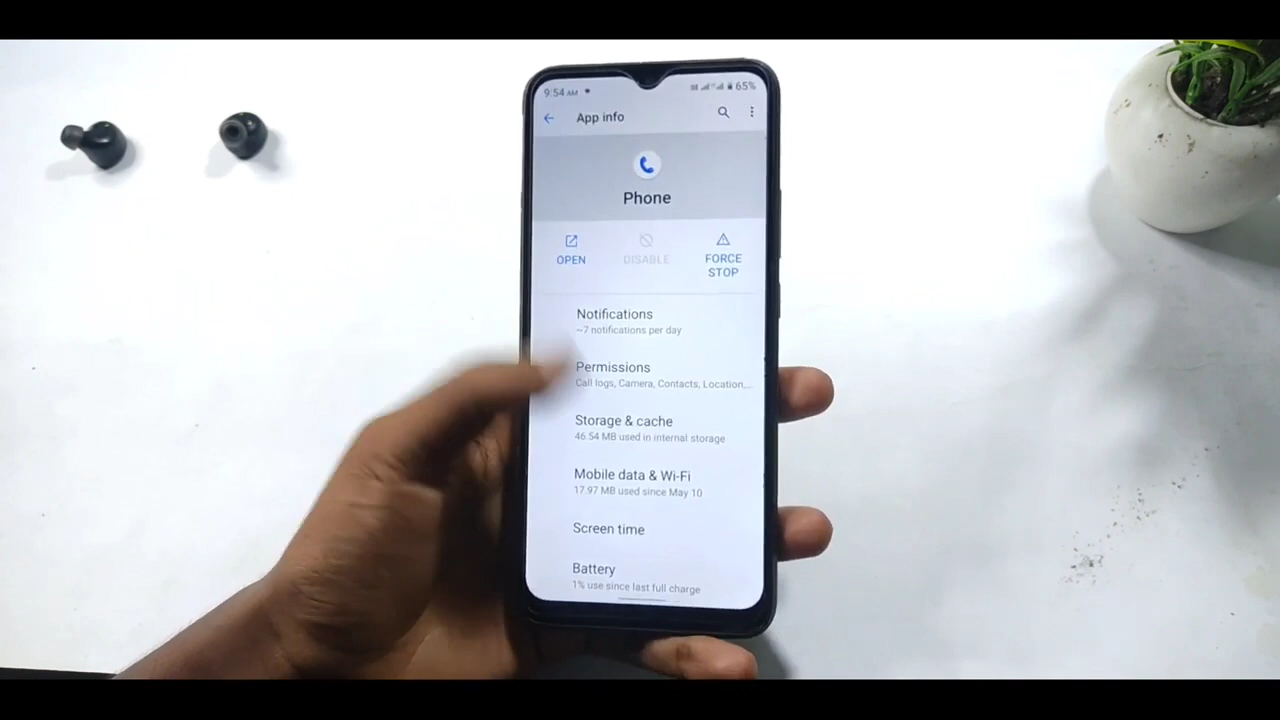 9:54 AM
65%
App info
Phone
OPEN
DISABLE
FORCE
STOP
Notifications
~7 notifications per day
Permissions
Call logs, Camera, Contacts, Location,...
Storage & cache
46.54 MB used in internal storage
Mobile data & Wi-Fi
17.97 MB used since May 10
Screen time
Battery
1% use since last full charge